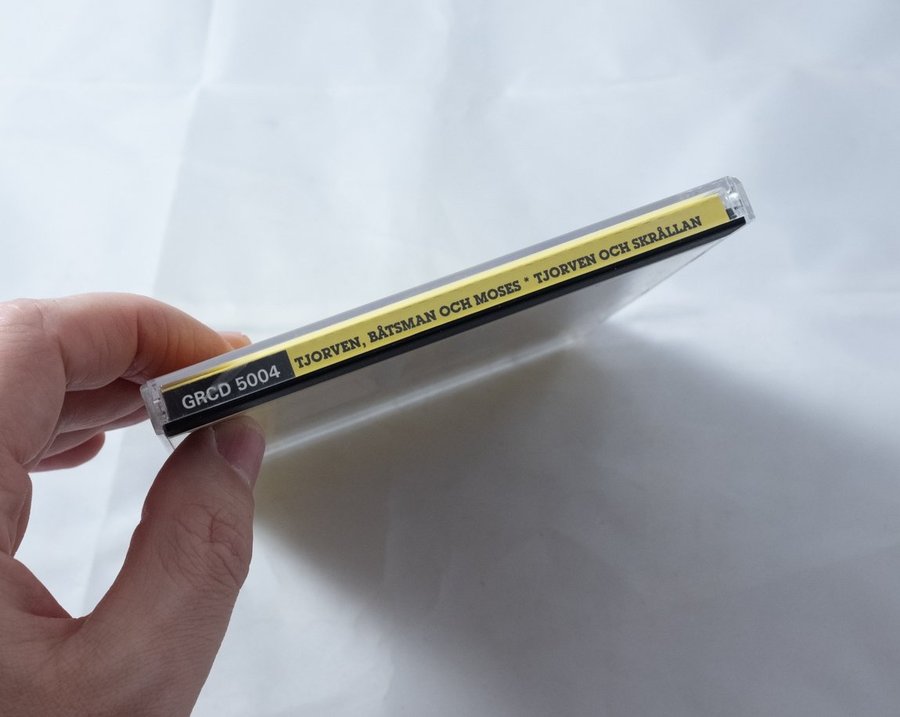 GRCD 5004 TJORVEN, BÅTSMAN OCH MOSES * TJORVEN OCH SKRÅLLAN